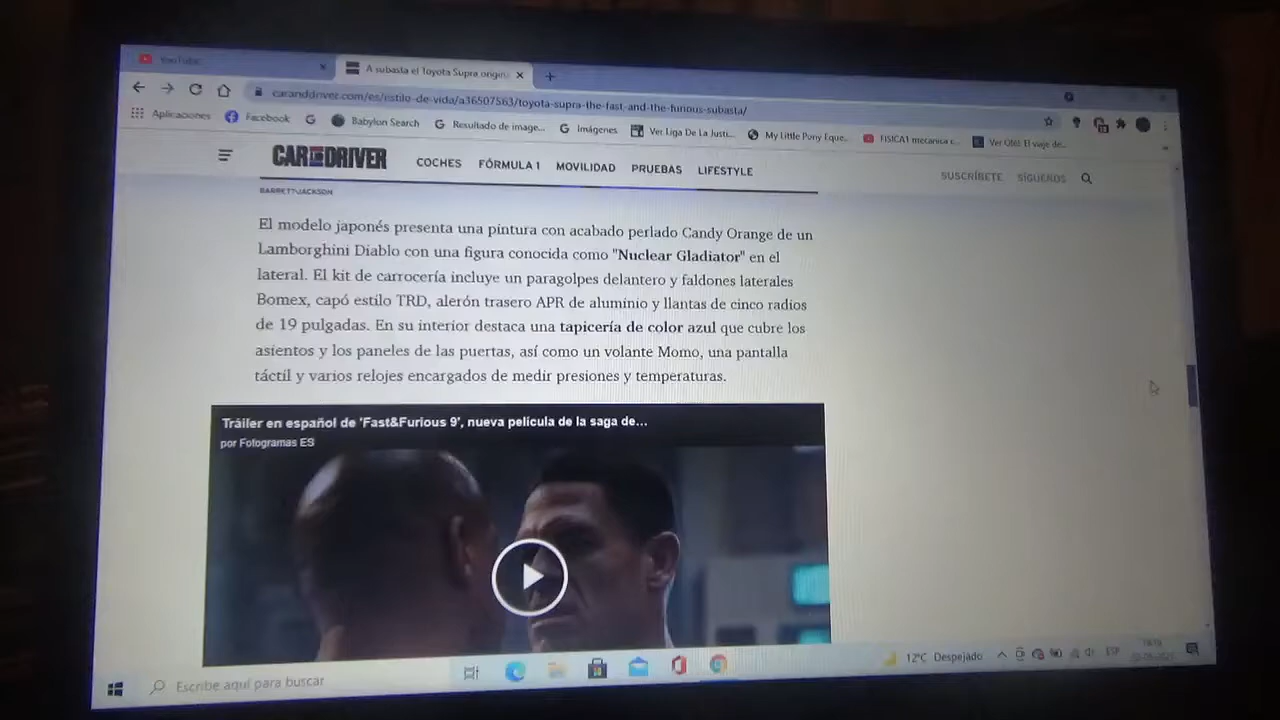 YouTube
A subasta el Toyota Supra origin
caranddriver.com/es/estilo-de-vida/a36507563/toyota-supra-the-fast-and-the-furious-subasta/
Aplicaciones Facebook Babylon Search Resultado de image... Imágenes Ver Liga De La Justi... My Little Pony Eque... FISICA1 mecanica c... Ver Olé! El viaje de...
CAR AND DRIVER COCHES FÓRMULA 1 MOVILIDAD PRUEBAS LIFESTYLE SUSCRÍBETE SÍGUENOS
BARRETT-JACKSON
El modelo japonés presenta una pintura con acabado perlado Candy Orange de un
Lamborghini Diablo con una figura conocida como "Nuclear Gladiator" en el
lateral. El kit de carrocería incluye un paragolpes delantero y faldones laterales
Bomex, capó estilo TRD, alerón trasero APR de aluminio y llantas de cinco radios
de 19 pulgadas. En su interior destaca una tapicería de color azul que cubre los
asientos y los paneles de las puertas, así como un volante Momo, una pantalla
táctil y varios relojes encargados de medir presiones y temperaturas.
Tráiler en español de 'Fast&Furious 9', nueva película de la saga de...
por Fotogramas ES
Escribe aquí para buscar
12°C Despejado ESP